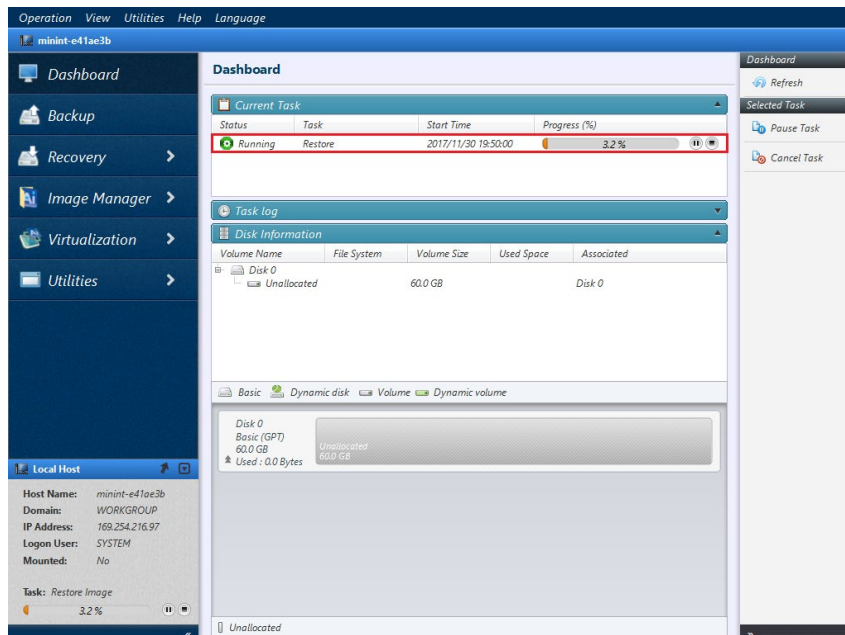 Operation View Utilities Help Language
minint-e41ae3b
Dashboard
Backup
Recovery
Image Manager
Virtualization
Utilities
Local Host
Host Name: minint-e41ae3b
Domain: WORKGROUP
IP Address: 169.254.216.97
Logon User: SYSTEM
Mounted: No
Task: Restore Image
3.2 %
Dashboard
Current Task
Status Task Start Time Progress (%)
Running Restore 2017/11/30 19:50:00 3.2 %
Task log
Disk Information
Volume Name File System Volume Size Used Space Associated
Disk 0
Unallocated 60.0 GB Disk 0
Basic Dynamic disk Volume Dynamic volume
Disk 0
Basic (GPT)
60.0 GB
Used : 0.0 Bytes
Unallocated
60.0 GB
Unallocated
Dashboard
Refresh
Selected Task
Pause Task
Cancel Task